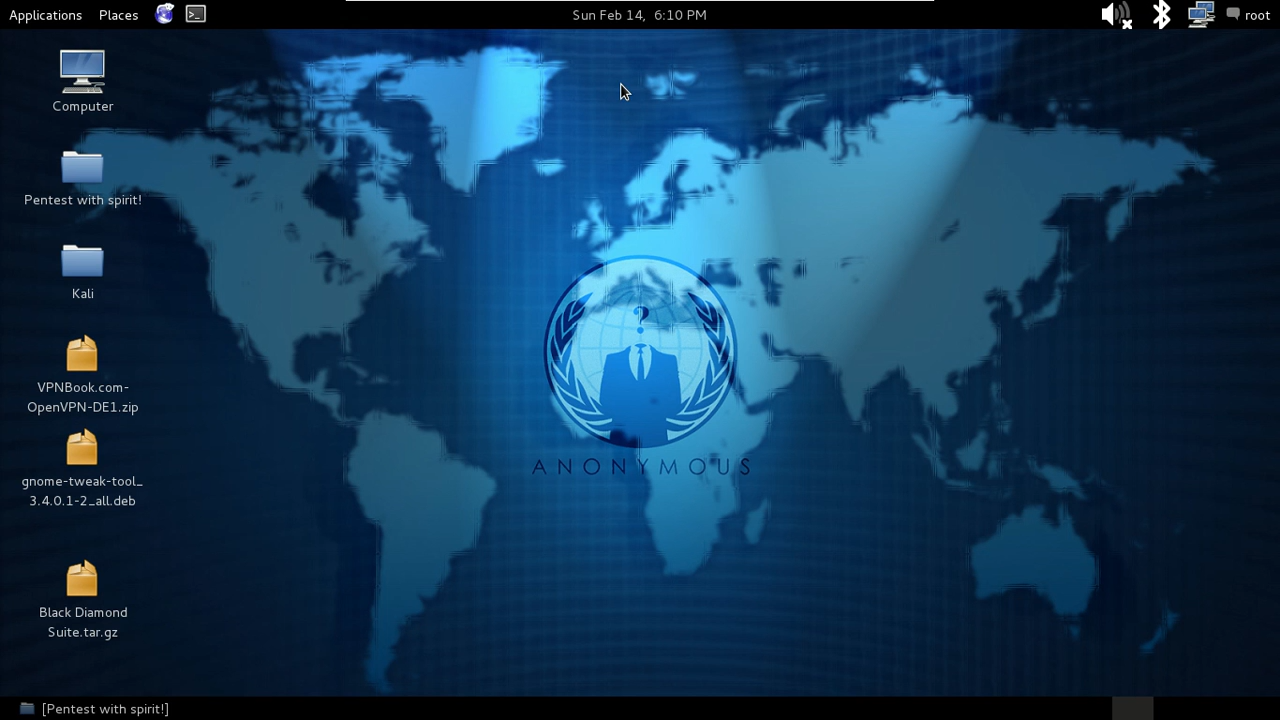 Applications Places Sun Feb 14, 6:10 PM root
Computer
Pentest with spirit!
Kali
VPNBook.com-
OpenVPN-DE1.zip
gnome-tweak-tool_
3.4.0.1-2_all.deb
Black Diamond
Suite.tar.gz
?
ANONYMOUS
[Pentest with spirit!]